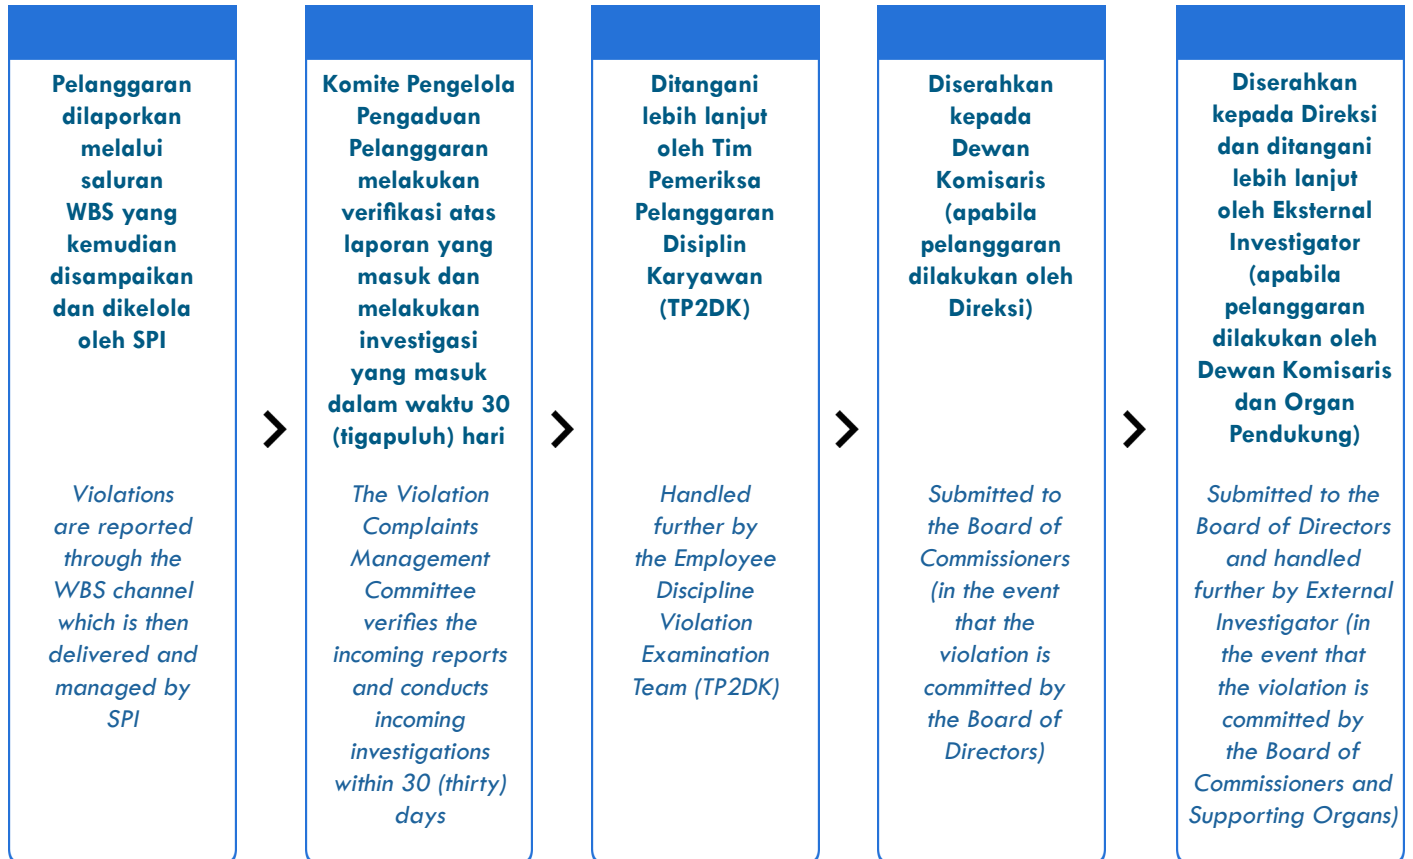 Pelanggaran
dilaporkan
melalui
saluran
WBS yang
kemudian
disampaikan
dan dikelola
oleh SPI
Violations
are reported
through the
WBS channel
which is then
delivered and
managed by
SPI
Komite Pengelola
Pengaduan
Pelanggaran
melakukan
verifikasi atas
laporan yang
masuk dan
melakukan
investigasi
yang masuk
dalam waktu 30
(tigapuluh) hari
The Violation
Complaints
Management
Committee
verifies the
incoming reports
and conducts
incoming
investigations
within 30 (thirty)
days
Ditangani
lebih lanjut
oleh Tim
Pemeriksa
Pelanggaran
Disiplin
Karyawan
(TP2DK)
Handled
further by
the Employee
Discipline
Violation
Examination
Team (TP2DK)
Diserahkan
kepada
Dewan
Komisaris
(apabila
pelanggaran
dilakukan oleh
Direksi)
Submitted to
the Board of
Commissioners
(in the event
that the
violation is
committed by
the Board of
Directors)
Diserahkan
kepada Direksi
dan ditangani
lebih lanjut
oleh Eksternal
Investigator
(apabila
pelanggaran
dilakukan oleh
Dewan Komisaris
dan Organ
Pendukung)
Submitted to the
Board of Directors
and handled
further by External
Investigator (in
the event that
the violation is
committed by
the Board of
Commissioners and
Supporting Organs)